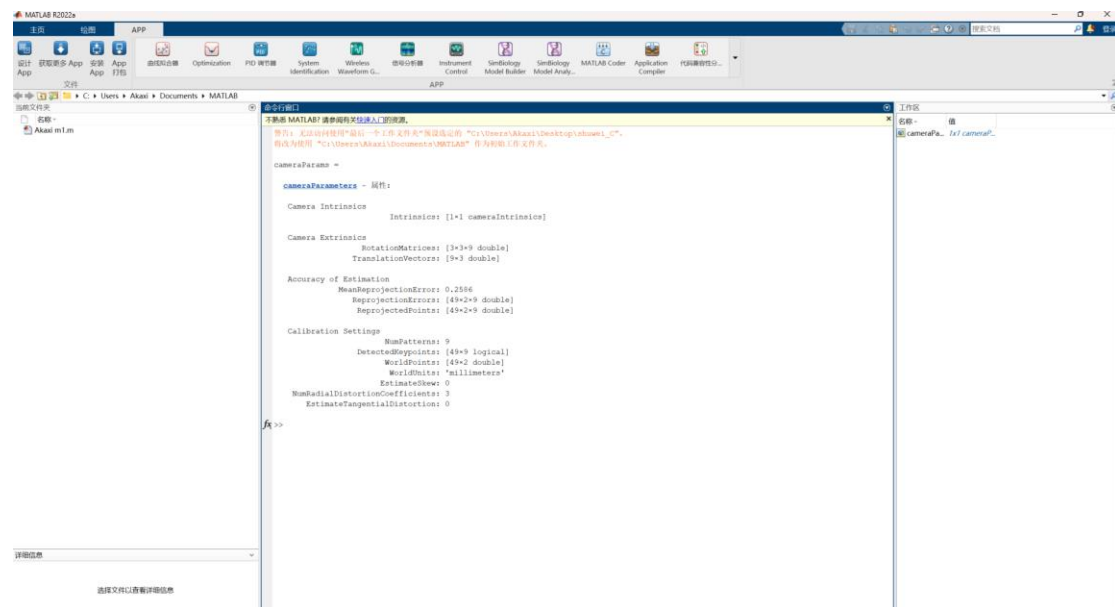 MATLAB R2022a
主页 绘图 APP
搜索文档
登录
设计 App
获取更多 App
安装 App
App 打包
曲线拟合器
Optimization
PID 调节器
System Identification
Wireless Waveform G...
信号分析器
Instrument Control
SimBiology Model Builder
SimBiology Model Analy...
MATLAB Coder
Application Compiler
代码兼容性分...
文件
APP
C: Users Akaxi Documents MATLAB
当前文件夹
名称
Akaxi m1.m
命令行窗口
不熟悉 MATLAB? 请参阅有关快速入门的资源。
警告: 无法访问使用"最后一个工作文件夹"预设选定的 "C:\Users\Akaxi\Desktop\shuwei_C"。
将改为使用 "C:\Users\Akaxi\Documents\MATLAB" 作为初始工作文件夹。
cameraParams =
cameraParameters - 属性:
Camera Intrinsics
Intrinsics: [1×1 cameraIntrinsics]
Camera Extrinsics
RotationMatrices: [3×3×9 double]
TranslationVectors: [9×3 double]
Accuracy of Estimation
MeanReprojectionError: 0.2586
ReprojectionErrors: [49×2×9 double]
ReprojectedPoints: [49×2×9 double]
Calibration Settings
NumPatterns: 9
DetectedKeypoints: [49×9 logical]
WorldPoints: [49×2 double]
WorldUnits: 'millimeters'
EstimateSkew: 0
NumRadialDistortionCoefficients: 3
EstimateTangentialDistortion: 0
fx >>
工作区
名称 值
cameraPa... 1x1 cameraP...
详细信息
选择文件以查看详细信息